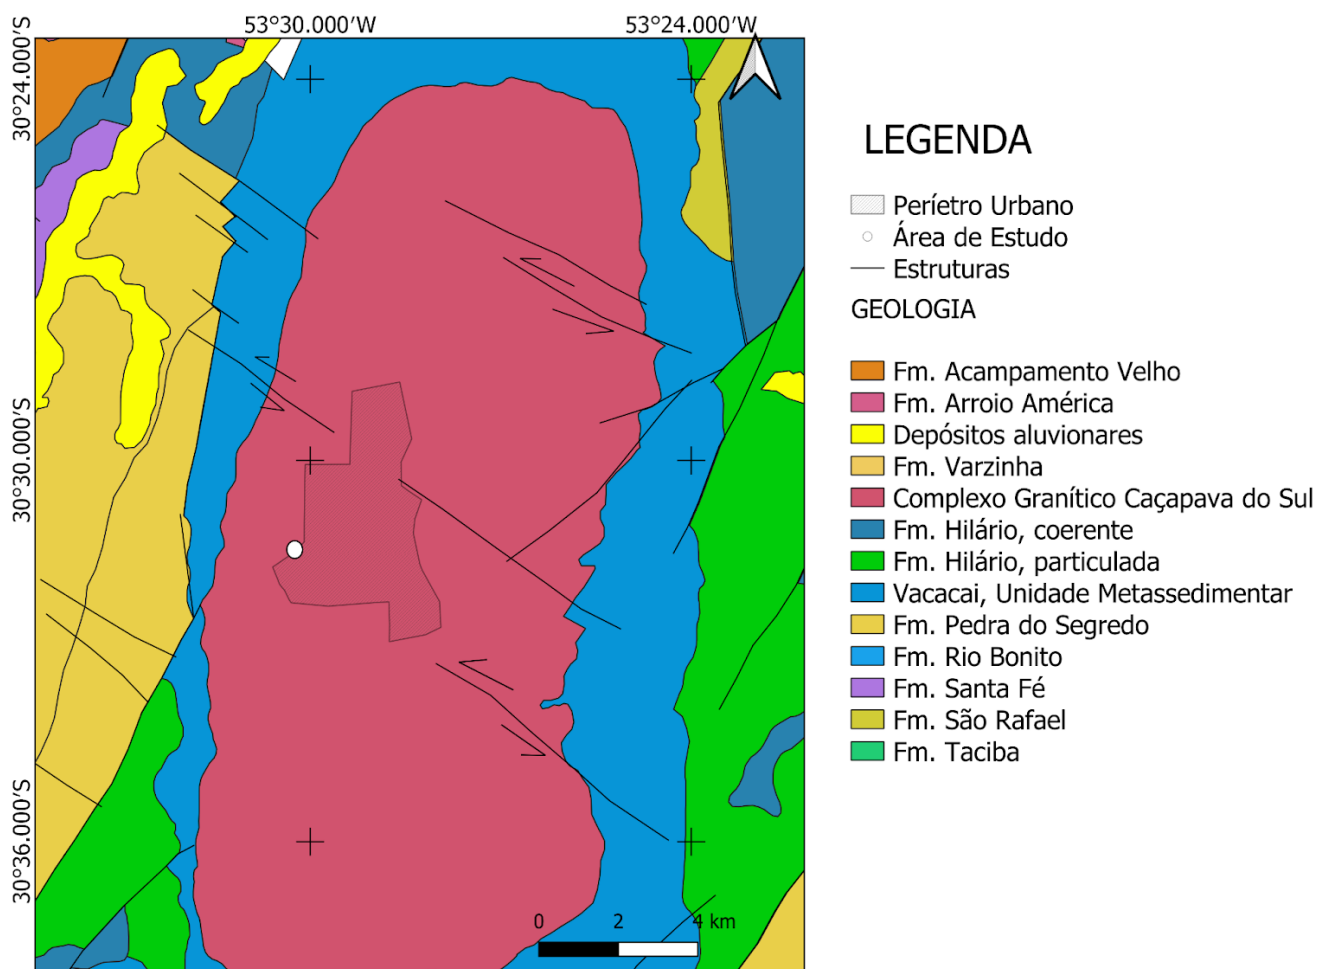 53°30.000'W
53°24.000'W
30°24.000'S
30°30.000'S
30°36.000'S
0 2 4 km
LEGENDA
Períetro Urbano
Área de Estudo
Estruturas
GEOLOGIA
Fm. Acampamento Velho
Fm. Arroio América
Depósitos aluvionares
Fm. Varzinha
Complexo Granítico Caçapava do Sul
Fm. Hilário, coerente
Fm. Hilário, particulada
Vacacai, Unidade Metassedimentar
Fm. Pedra do Segredo
Fm. Rio Bonito
Fm. Santa Fé
Fm. São Rafael
Fm. Taciba